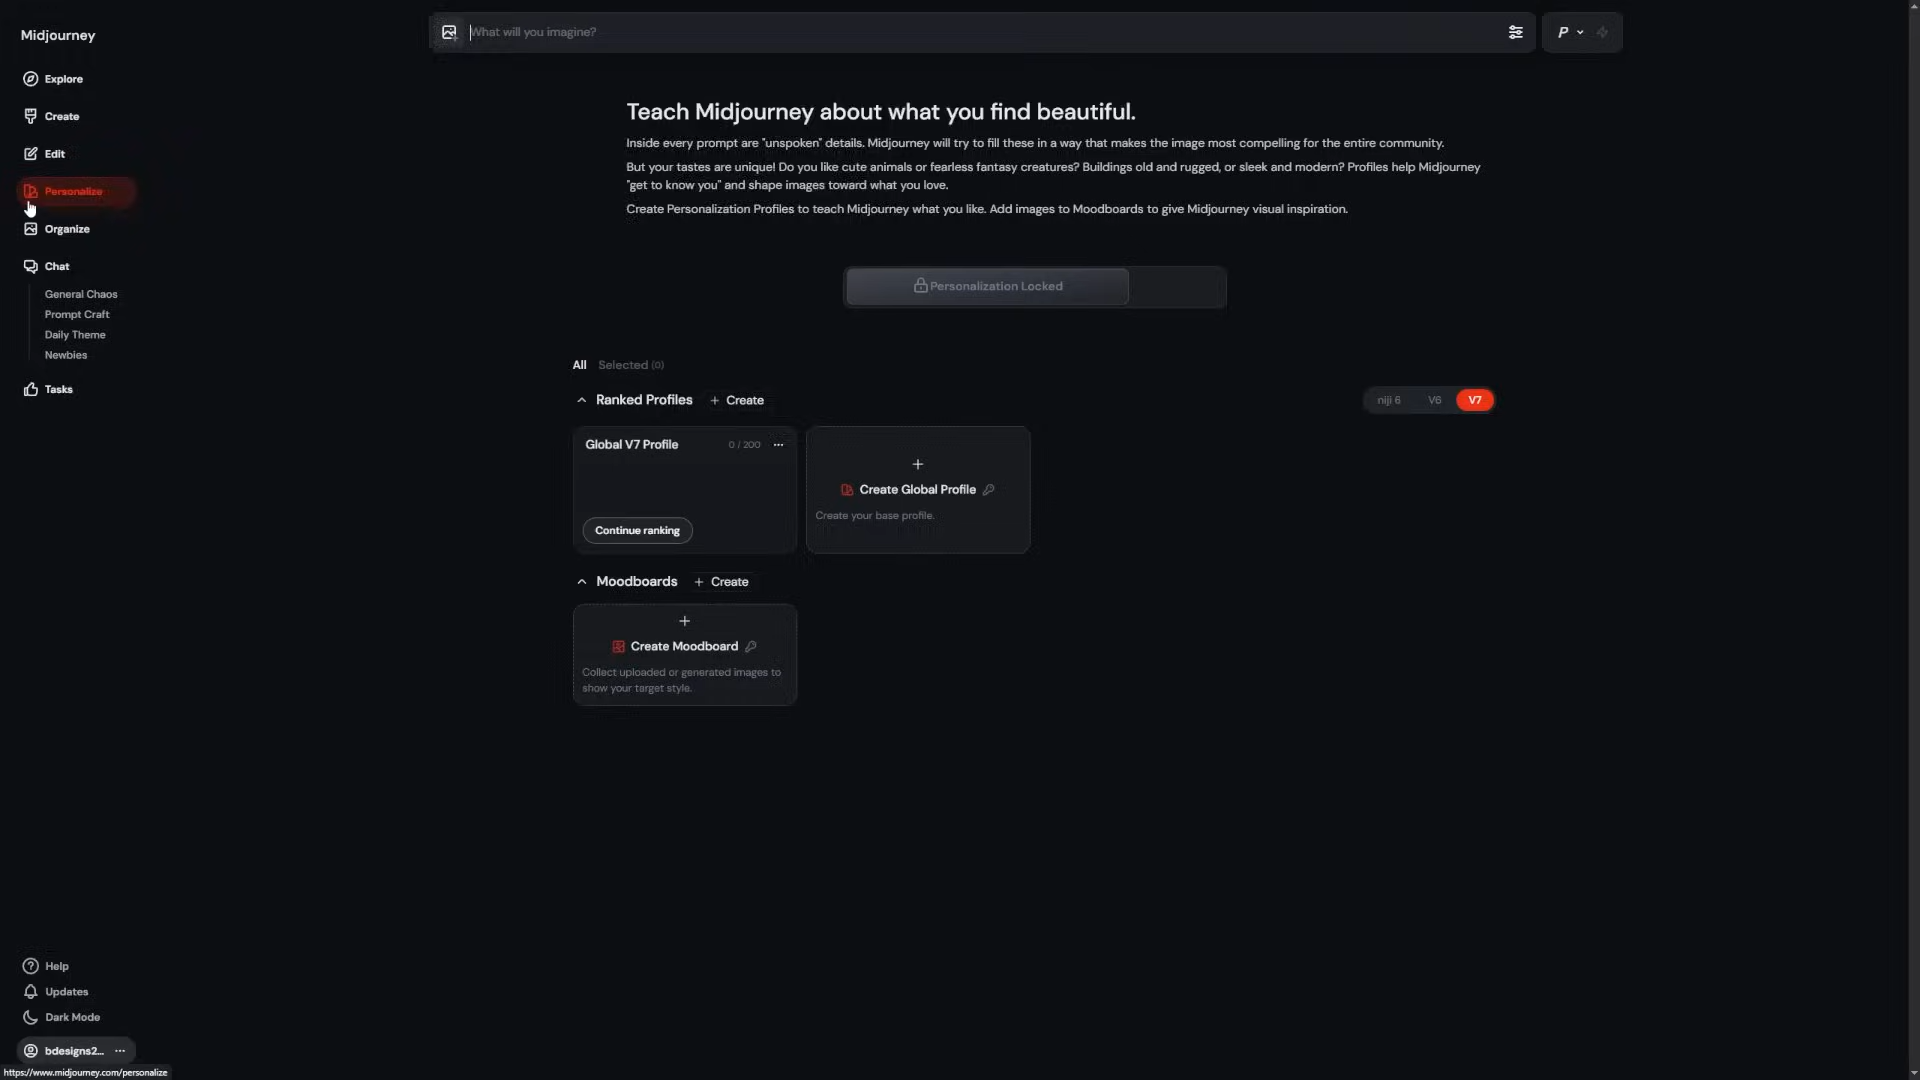 Midjourney
Explore
Create
Edit
Personalize
Organize
Chat
General Chaos
Prompt Craft
Daily Theme
Newbies
Tasks
What will you imagine?
P
Teach Midjourney about what you find beautiful.
Inside every prompt are "unspoken" details. Midjourney will try to fill these in a way that makes the image most compelling for the entire community.
But your tastes are unique! Do you like cute animals or fearless fantasy creatures? Buildings old and rugged, or sleek and modern? Profiles help Midjourney
"get to know you" and shape images toward what you love.
Create Personalization Profiles to teach Midjourney what you like. Add images to Moodboards to give Midjourney visual inspiration.
Personalization Locked
All Selected (0)
Ranked Profiles + Create
niji 6 V6 V7
Global V7 Profile 0 / 200 ...
Continue ranking
+
Create Global Profile
Create your base profile.
Moodboards + Create
+
Create Moodboard
Collect uploaded or generated images to
show your target style.
Help
Updates
Dark Mode
bdesigns2... ...
https://www.midjourney.com/personalize